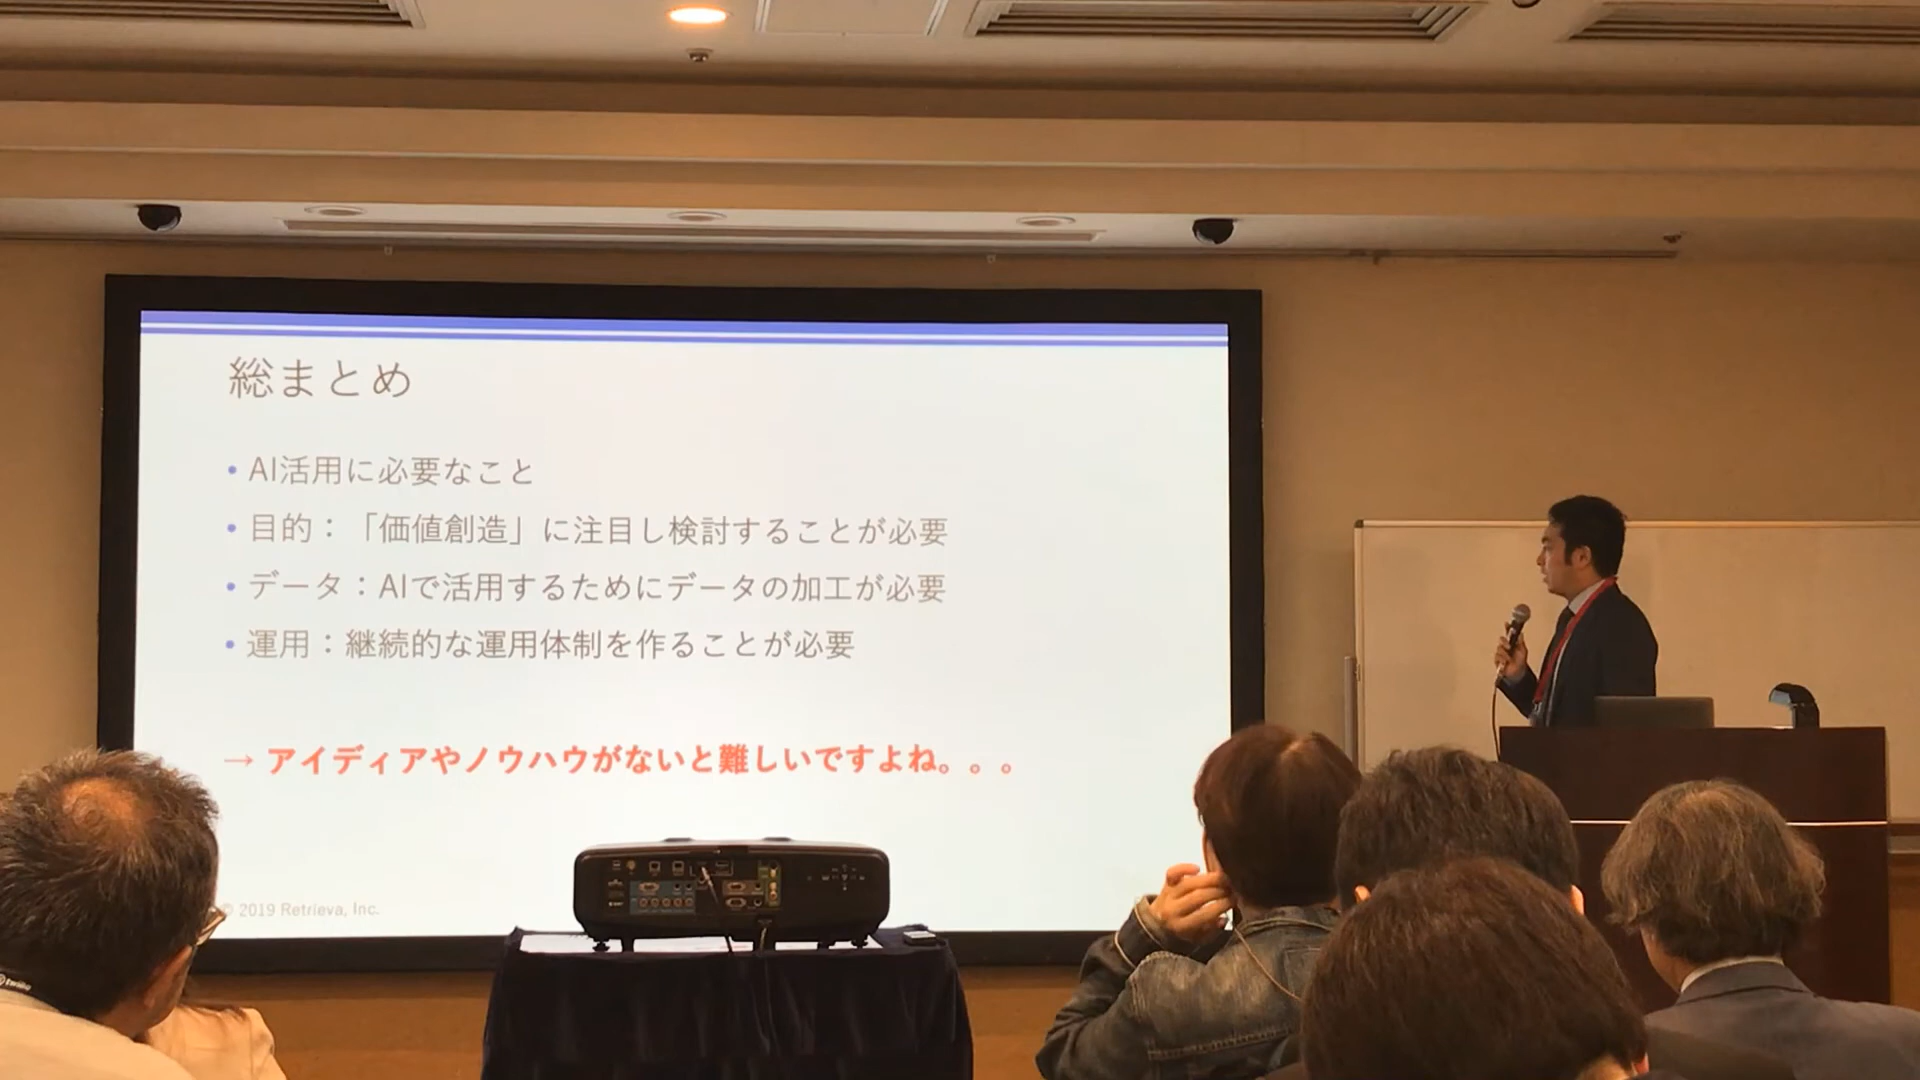 総まとめ
• AI活用に必要なこと
• 目的：「価値創造」に注目し検討することが必要
• データ：AIで活用するためにデータの加工が必要
• 運用：継続的な運用体制を作ることが必要
→ アイディアやノウハウがないと難しいですよね。。。
© 2019 Retrieva, Inc.
twilio